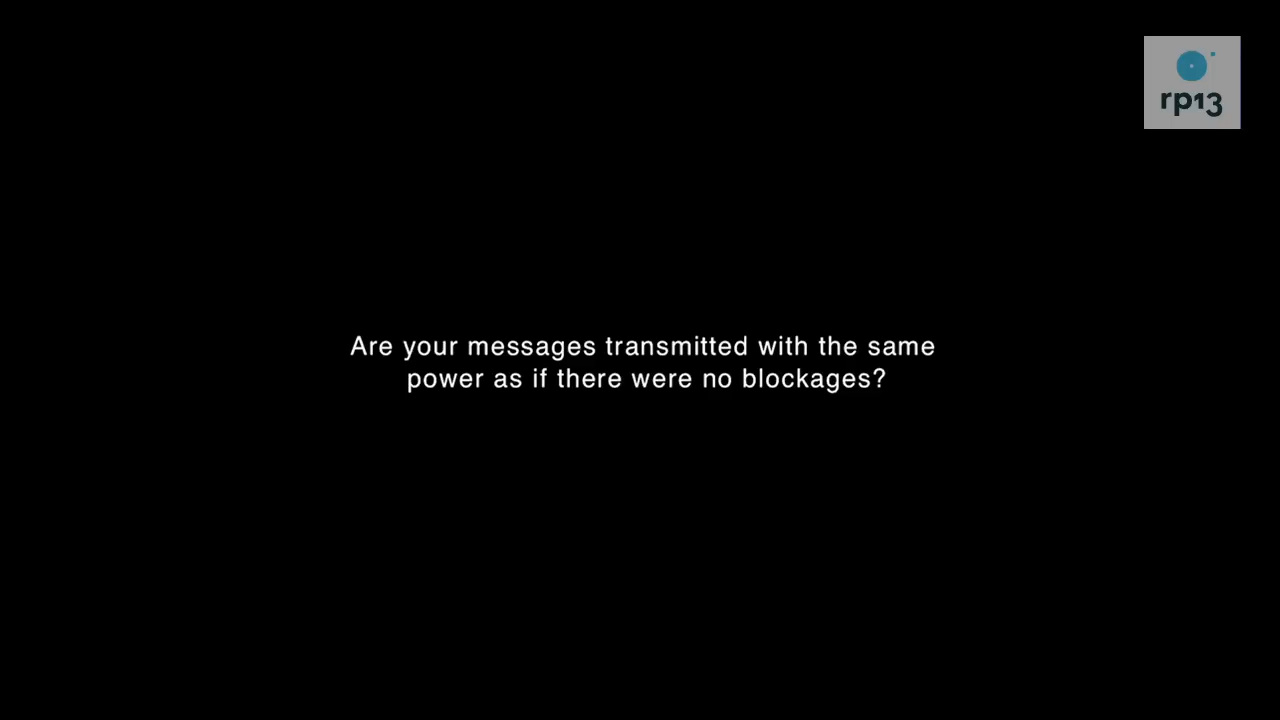 rp13
Are your messages transmitted with the same
power as if there were no blockages?